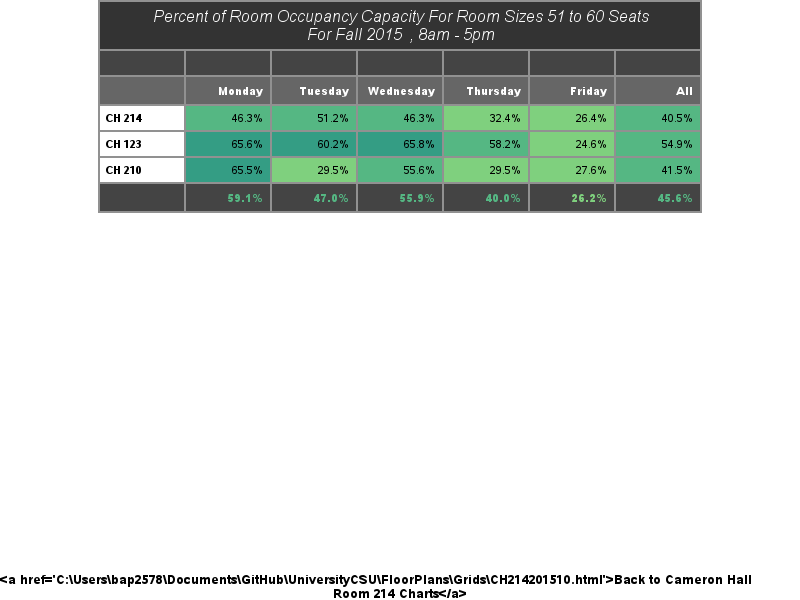 Percent of Room Occupancy Capacity For Room Sizes 51 to 60 Seats
For Fall 2015 , 8am - 5pm
Monday Tuesday Wednesday Thursday Friday All
CH 214 46.3% 51.2% 46.3% 32.4% 26.4% 40.5%
CH 123 65.6% 60.2% 65.8% 58.2% 24.6% 54.9%
CH 210 65.5% 29.5% 55.6% 29.5% 27.6% 41.5%
59.1% 47.0% 55.9% 40.0% 26.2% 45.6%
<a href='C:\Users\bap2578\Documents\GitHub\UniversityCSU\FloorPlans\Grids\CH214201510.html'>Back to Cameron Hall
Room 214 Charts</a>